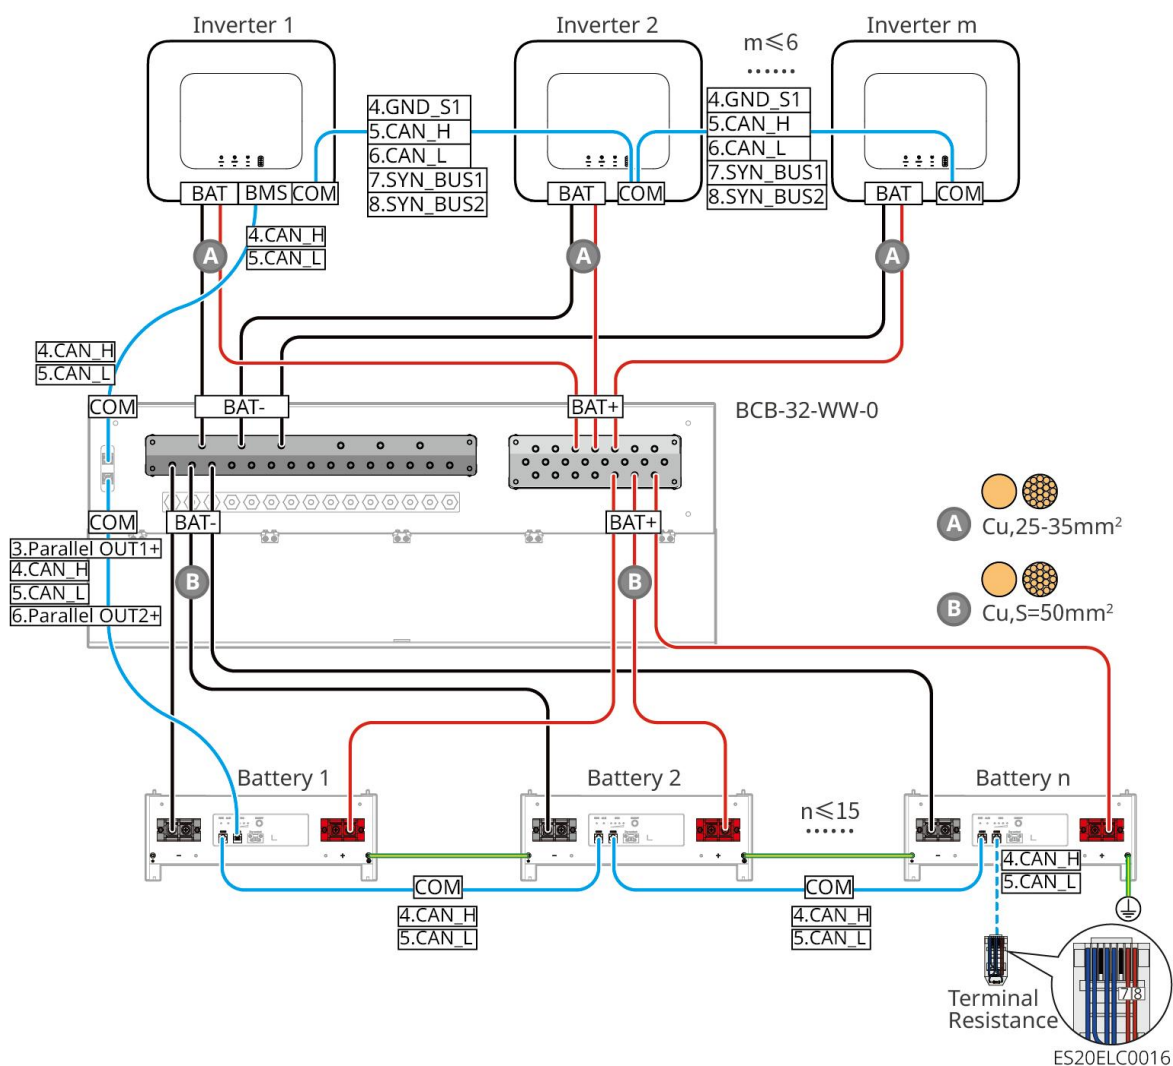 Inverter 1
Inverter 2
Inverter m
m≤6
......
4.GND_S1
5.CAN_H
6.CAN_L
7.SYN_BUS1
8.SYN_BUS2
4.GND_S1
5.CAN_H
6.CAN_L
7.SYN_BUS1
8.SYN_BUS2
BAT
BMS
COM
BAT
COM
BAT
COM
4.CAN_H
5.CAN_L
A
A
A
4.CAN_H
5.CAN_L
COM
BAT-
BAT+
BCB-32-WW-0
COM
BAT-
BAT+
3.Parallel OUT1+
4.CAN_H
5.CAN_L
6.Parallel OUT2+
B
B
A Cu,25-35mm²
B Cu,S=50mm²
Battery 1
Battery 2
Battery n
n≤15
......
-
+
-
+
-
+
COM
4.CAN_H
5.CAN_L
COM
4.CAN_H
5.CAN_L
4.CAN_H
5.CAN_L
Terminal
Resistance
7 8
ES20ELC0016